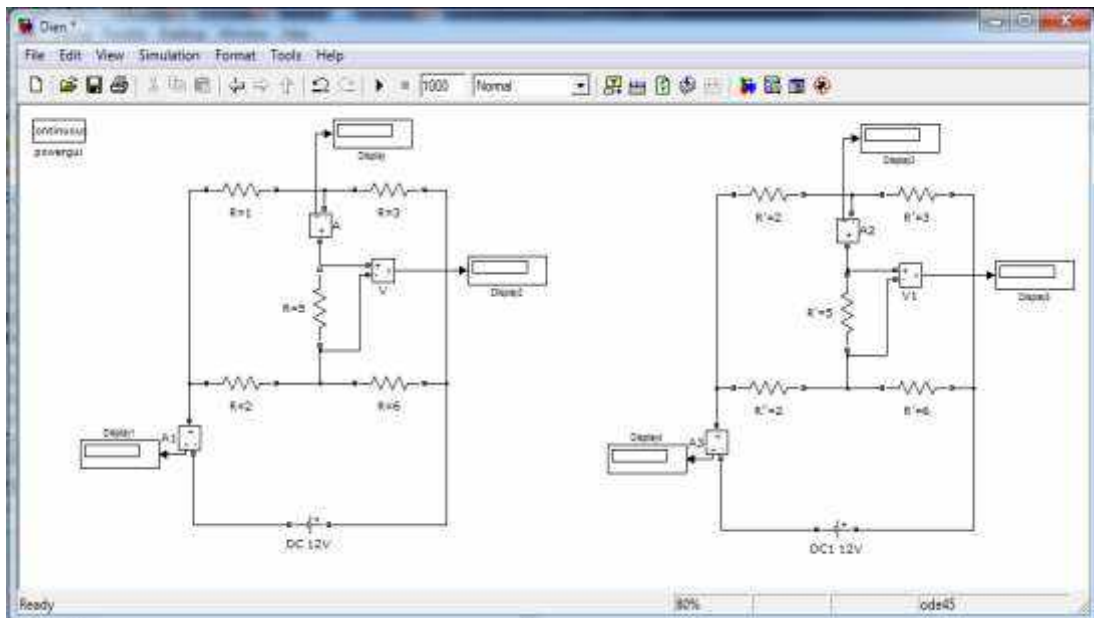 Dien *
File Edit View Simulation Format Tools Help
1000 Normal
ontinuous
powergui
Display
R=1
R=3
A
V
Display2
R=5
R=2
R=6
Display1
A1
DC 12V
R'=2
R'=3
A2
V1
R'=5
R'=2
R'=6
A3
DC1 12V
Ready
80%
ode45